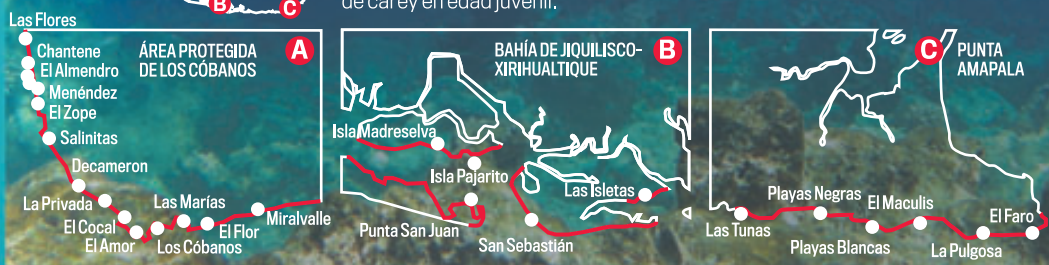 B
C
de carey en edad juvenil.
Las Flores
Chantene
El Almendro
Menéndez
El Zope
Salinitas
Decameron
La Privada
El Cocal
El Amor
Las Marías
Los Cóbanos
El Flor
Miralvalle
ÁREA PROTEGIDA
DE LOS CÓBANOS
A
BAHÍA DE JIQUILISCO-
XIRIHUALTIQUE
B
Isla Madreselva
Isla Pajarito
Punta San Juan
San Sebastián
Las Isletas
C
PUNTA
AMAPALA
Las Tunas
Playas Negras
Playas Blancas
El Maculis
La Pulgosa
El Faro